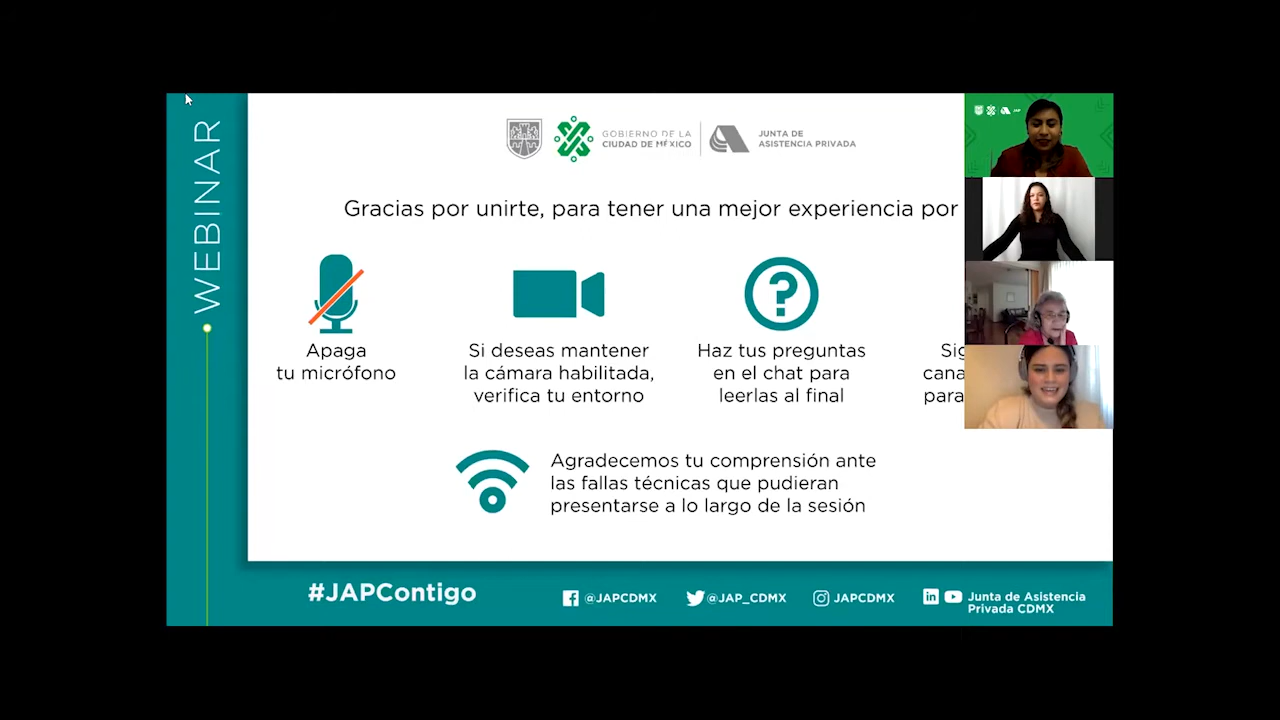 WEBINAR
GOBIERNO DE LA
CIUDAD DE MÉXICO
JUNTA DE
ASISTENCIA PRIVADA
Gracias por unirte, para tener una mejor experiencia por
Apaga
tu micrófono
Si deseas mantener
la cámara habilitada,
verifica tu entorno
Haz tus preguntas
en el chat para
leerlas al final
para
Agradecemos tu comprensión ante
las fallas técnicas que pudieran
presentarse a lo largo de la sesión
#JAPContigo
@JAPCDMX
@JAP_CDMX
JAPCDMX
Junta de Asistencia
Privada CDMX